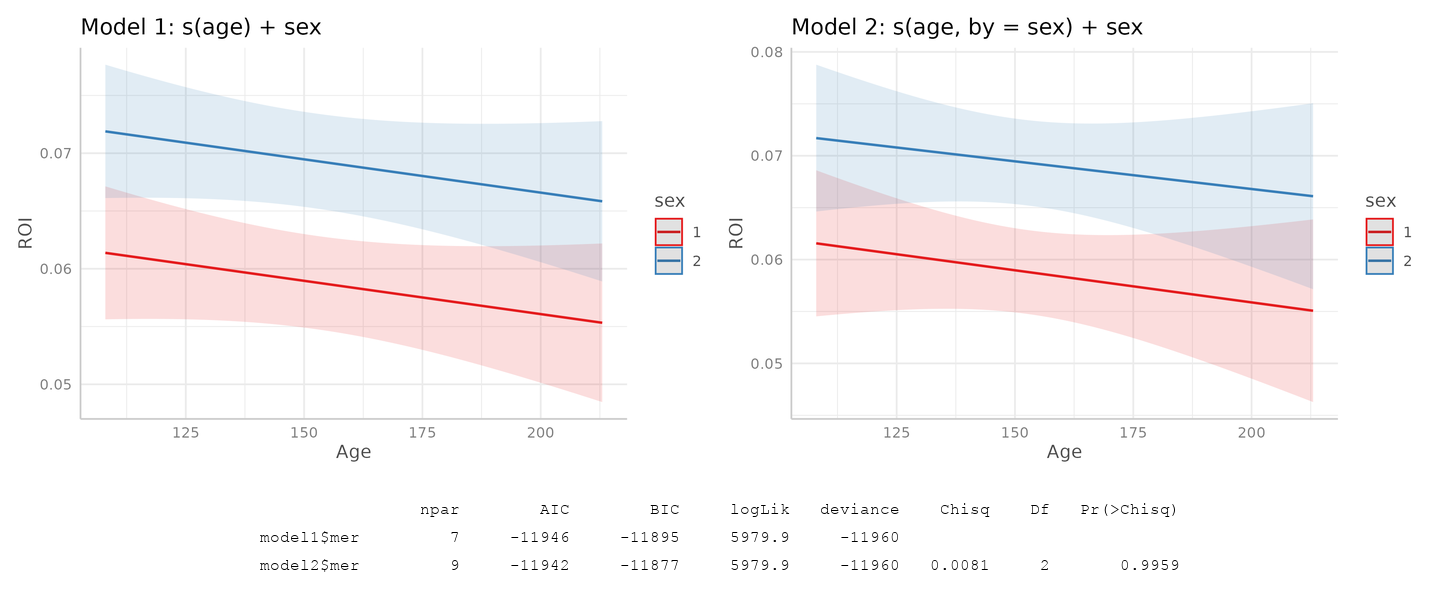 Model 1: s(age) + sex
0.07
0.06
0.05
ROI
125 150 175 200
Age
sex
1
2
Model 2: s(age, by = sex) + sex
0.08
0.07
0.06
0.05
ROI
125 150 175 200
Age
sex
1
2
npar AIC BIC logLik deviance Chisq Df Pr(>Chisq)
model1$mer 7 -11946 -11895 5979.9 -11960
model2$mer 9 -11942 -11877 5979.9 -11960 0.0081 2 0.9959